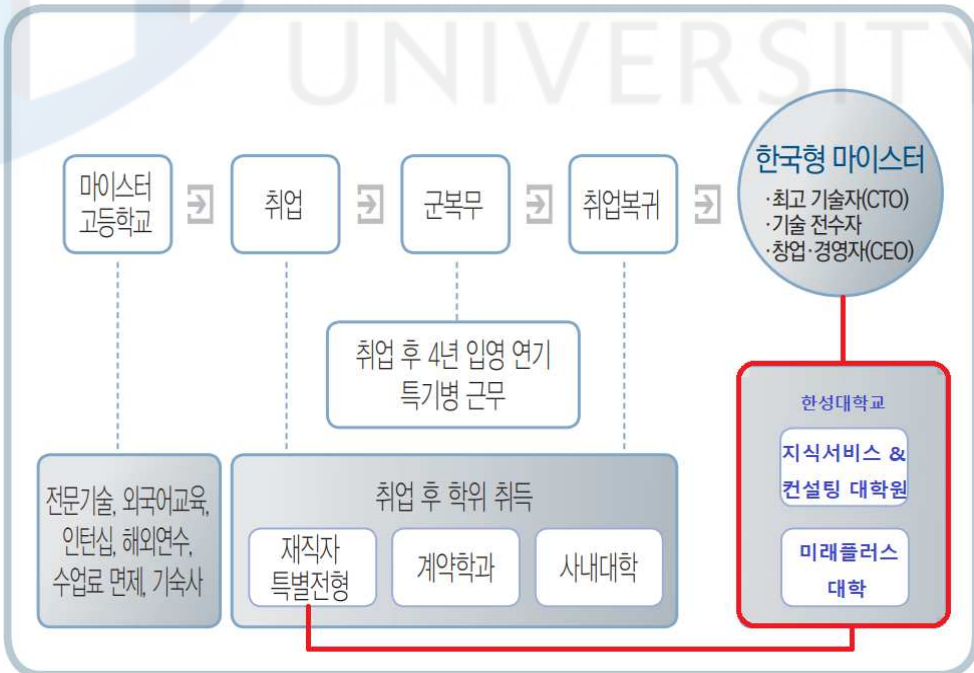 UNIVERSITY
마이스터
고등학교
취업
군복무
취업복귀
한국형 마이스터
·최고 기술자(CTO)
·기술 전수자
·창업·경영자(CEO)
취업 후 4년 입영 연기
특기병 근무
전문기술, 외국어교육,
인턴십, 해외연수,
수업료 면제, 기숙사
취업 후 학위 취득
재직자
특별전형
계약학과
사내대학
한성대학교
지식서비스 &
컨설팅 대학원
미래플러스
대학